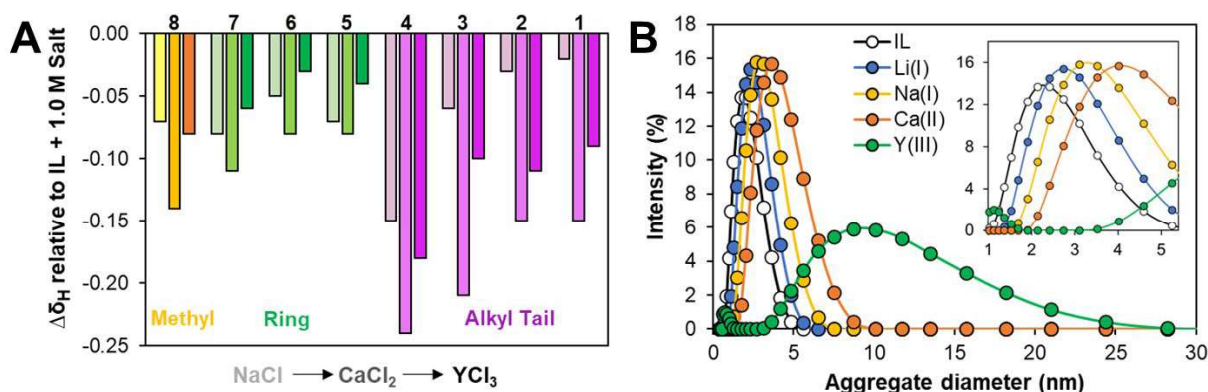 A
8 7 6 5 4 3 2 1
0.00
-0.05
-0.10
-0.15
-0.20
-0.25
ΔδH relative to IL + 1.0 M Salt
Methyl Ring Alkyl Tail
NaCl → CaCl₂ → YCl₃
B
18
16
14
12
10
8
6
4
2
0
Intensity (%)
IL
Li(I)
Na(I)
Ca(II)
Y(III)
16
12
8
4
0
1 2 3 4 5
0 5 10 15 20 25 30
Aggregate diameter (nm)